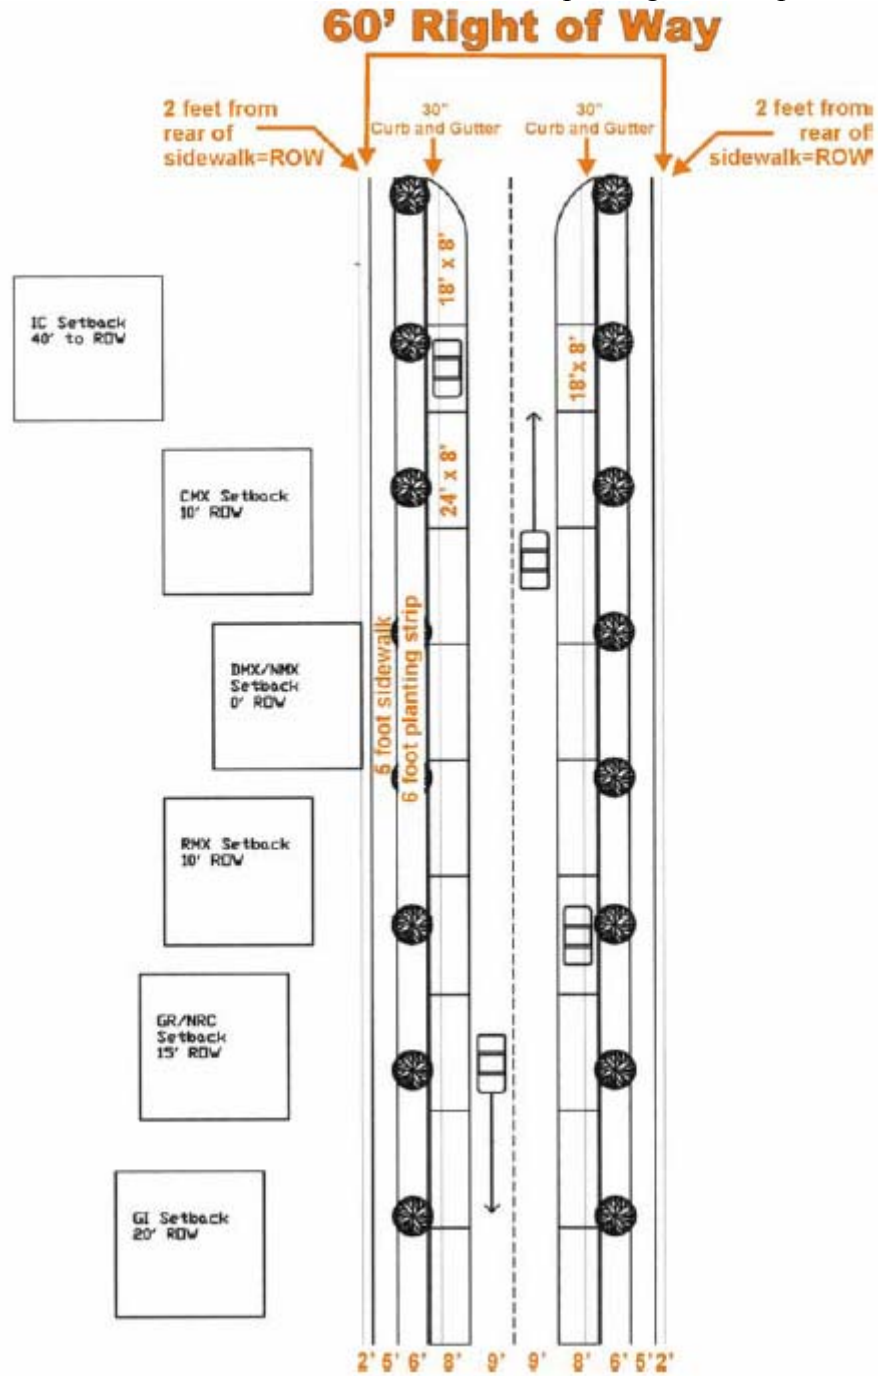 60' Right of Way
2 feet from
rear of
sidewalk=ROW
30"
Curb and Gutter
30"
Curb and Gutter
2 feet from
rear of
sidewalk=ROW
18' x 8'
IC Setback
40' to ROW
18' x 8'
24' x 8'
CMX Setback
10' ROW
5 foot sidewalk
6 foot planting strip
DMX/NMX
Setback
0' ROW
RMX Setback
10' ROW
GR/NRC
Setback
15' ROW
GI Setback
20' ROW
2' 5' 6' 8' 9' 9' 8' 6' 5' 2'